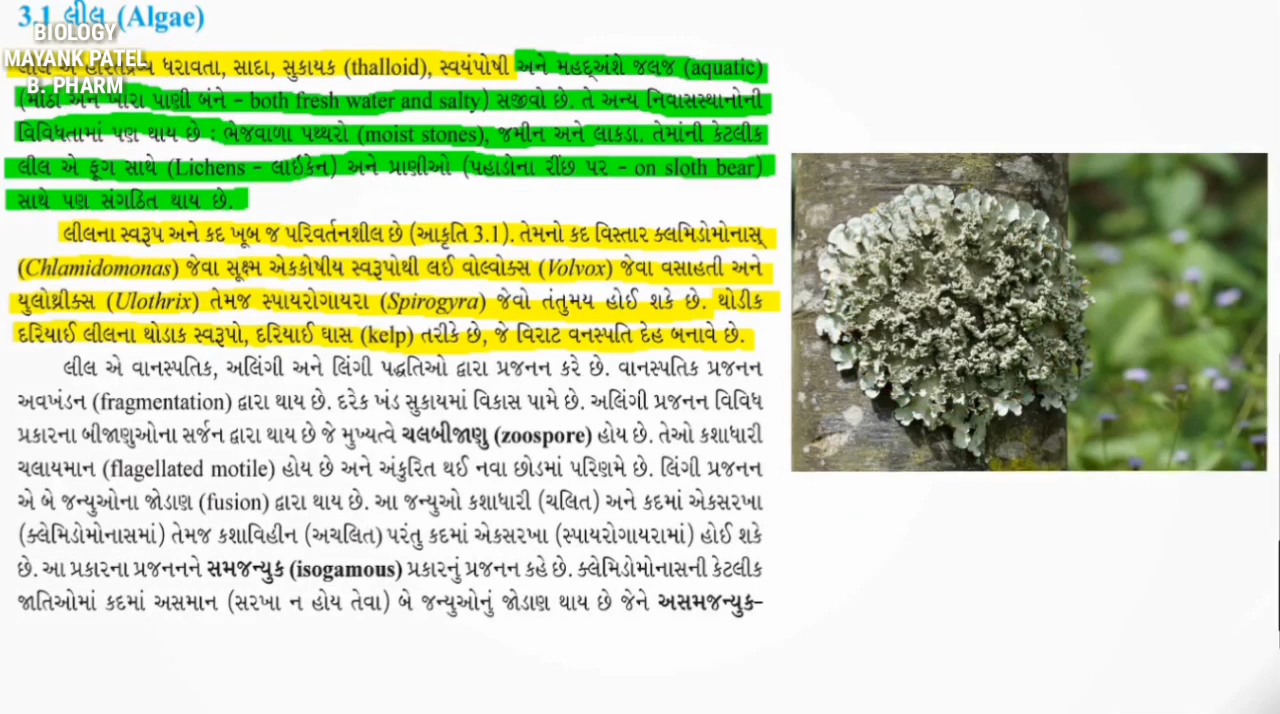 3.1 લીલ (Algae)
BIOLOGY
MAYANK PATEL
B. PHARM
લીલ એ હરિતદ્રવ્ય ધરાવતા, સાદા, સુકાયક (thalloid), સ્વયંપોષી અને મહદ્અંશે જલજ (aquatic)
(મીઠા અને ખારા પાણી બંને – both fresh water and salty) સજીવો છે. તે અન્ય નિવાસસ્થાનોની
વિવિધતામાં પણ થાય છે : ભેજવાળા પથ્થરો (moist stones), જમીન અને લાકડા. તેમાંની કેટલીક
લીલ એ ફૂગ સાથે (Lichens – લાઇકેન) અને પ્રાણીઓ (પહાડોના રીંછ પર – on sloth bear)
સાથે પણ સંગઠિત થાય છે.
લીલના સ્વરૂપ અને કદ ખૂબ જ પરિવર્તનશીલ છે (આકૃતિ 3.1). તેમનો કદ વિસ્તાર ક્લમિડોમોનાસ્
(Chlamidomonas) જેવા સૂક્ષ્મ એકકોષીય સ્વરૂપોથી લઈ વોલ્વોક્સ (Volvox) જેવા વસાહતી અને
યુલોથ્રીક્સ (Ulothrix) તેમજ સ્પાયરોગાયરા (Spirogyra) જેવો તંતુમય હોઈ શકે છે. થોડીક
દરિયાઈ લીલના થોડાક સ્વરૂપો, દરિયાઈ ઘાસ (kelp) તરીકે છે, જે વિરાટ વનસ્પતિ દેહ બનાવે છે.
લીલ એ વાનસ્પતિક, અલિંગી અને લિંગી પદ્ધતિઓ દ્વારા પ્રજનન કરે છે. વાનસ્પતિક પ્રજનન
અવખંડન (fragmentation) દ્વારા થાય છે. દરેક ખંડ સુકાયમાં વિકાસ પામે છે. અલિંગી પ્રજનન વિવિધ
પ્રકારના બીજાણુઓના સર્જન દ્વારા થાય છે જે મુખ્યત્વે ચલબીજાણુ (zoospore) હોય છે. તેઓ કશાધારી
ચલાયમાન (flagellated motile) હોય છે અને અંકુરિત થઈ નવા છોડમાં પરિણમે છે. લિંગી પ્રજનન
એ બે જન્યુઓના જોડાણ (fusion) દ્વારા થાય છે. આ જન્યુઓ કશાધારી (ચલિત) અને કદમાં એકસરખા
(ક્લેમિડોમોનાસમાં) તેમજ કશાવિહીન (અચલિત) પરંતુ કદમાં એકસરખા (સ્પાયરોગાયરામાં) હોઈ શકે
છે. આ પ્રકારના પ્રજનનને સમજન્યુક (isogamous) પ્રકારનું પ્રજનન કહે છે. ક્લેમિડોમોનાસની કેટલીક
જાતિઓમાં કદમાં અસમાન (સરખા ન હોય તેવા) બે જન્યુઓનું જોડાણ થાય છે જેને અસમજન્યુક–